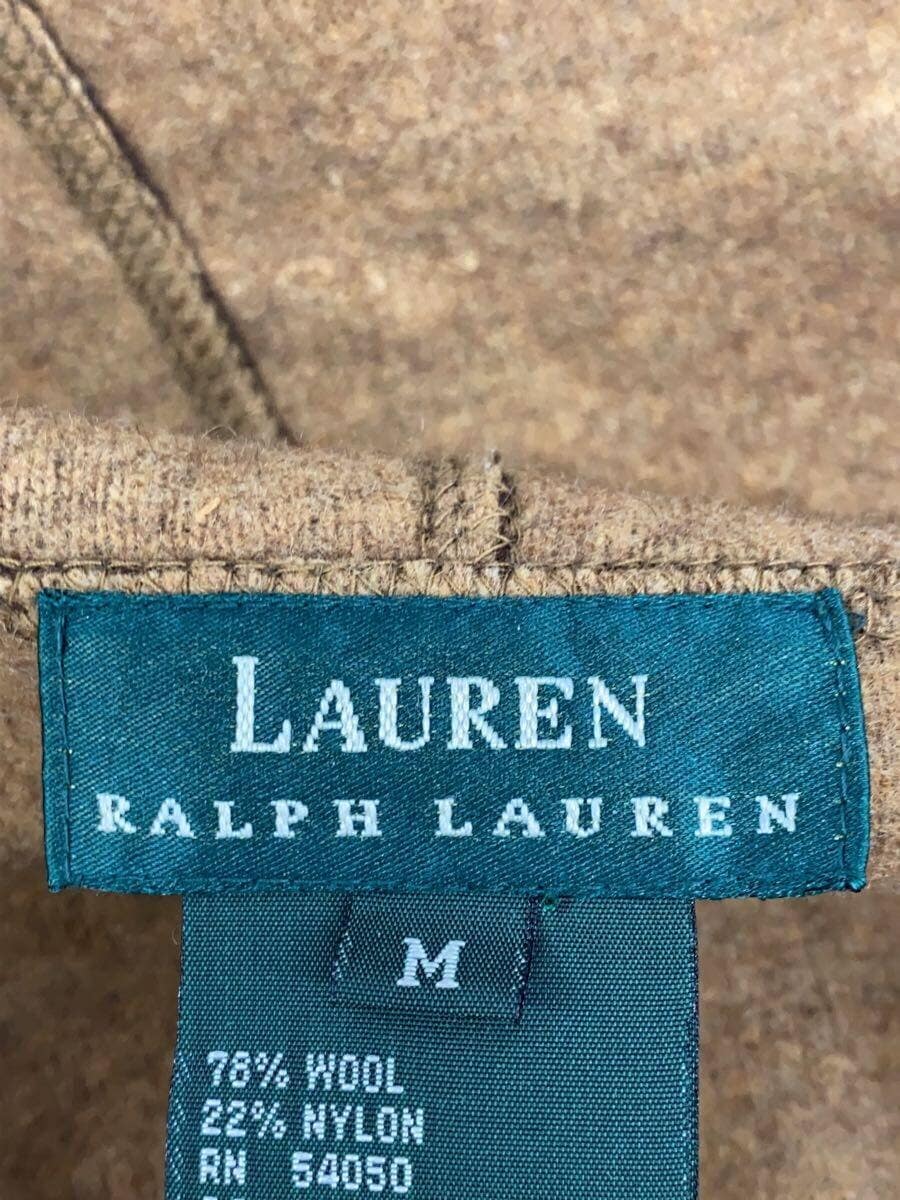 LAUREN
RALPH LAUREN
M
78% WOOL
22% NYLON
RN 54050